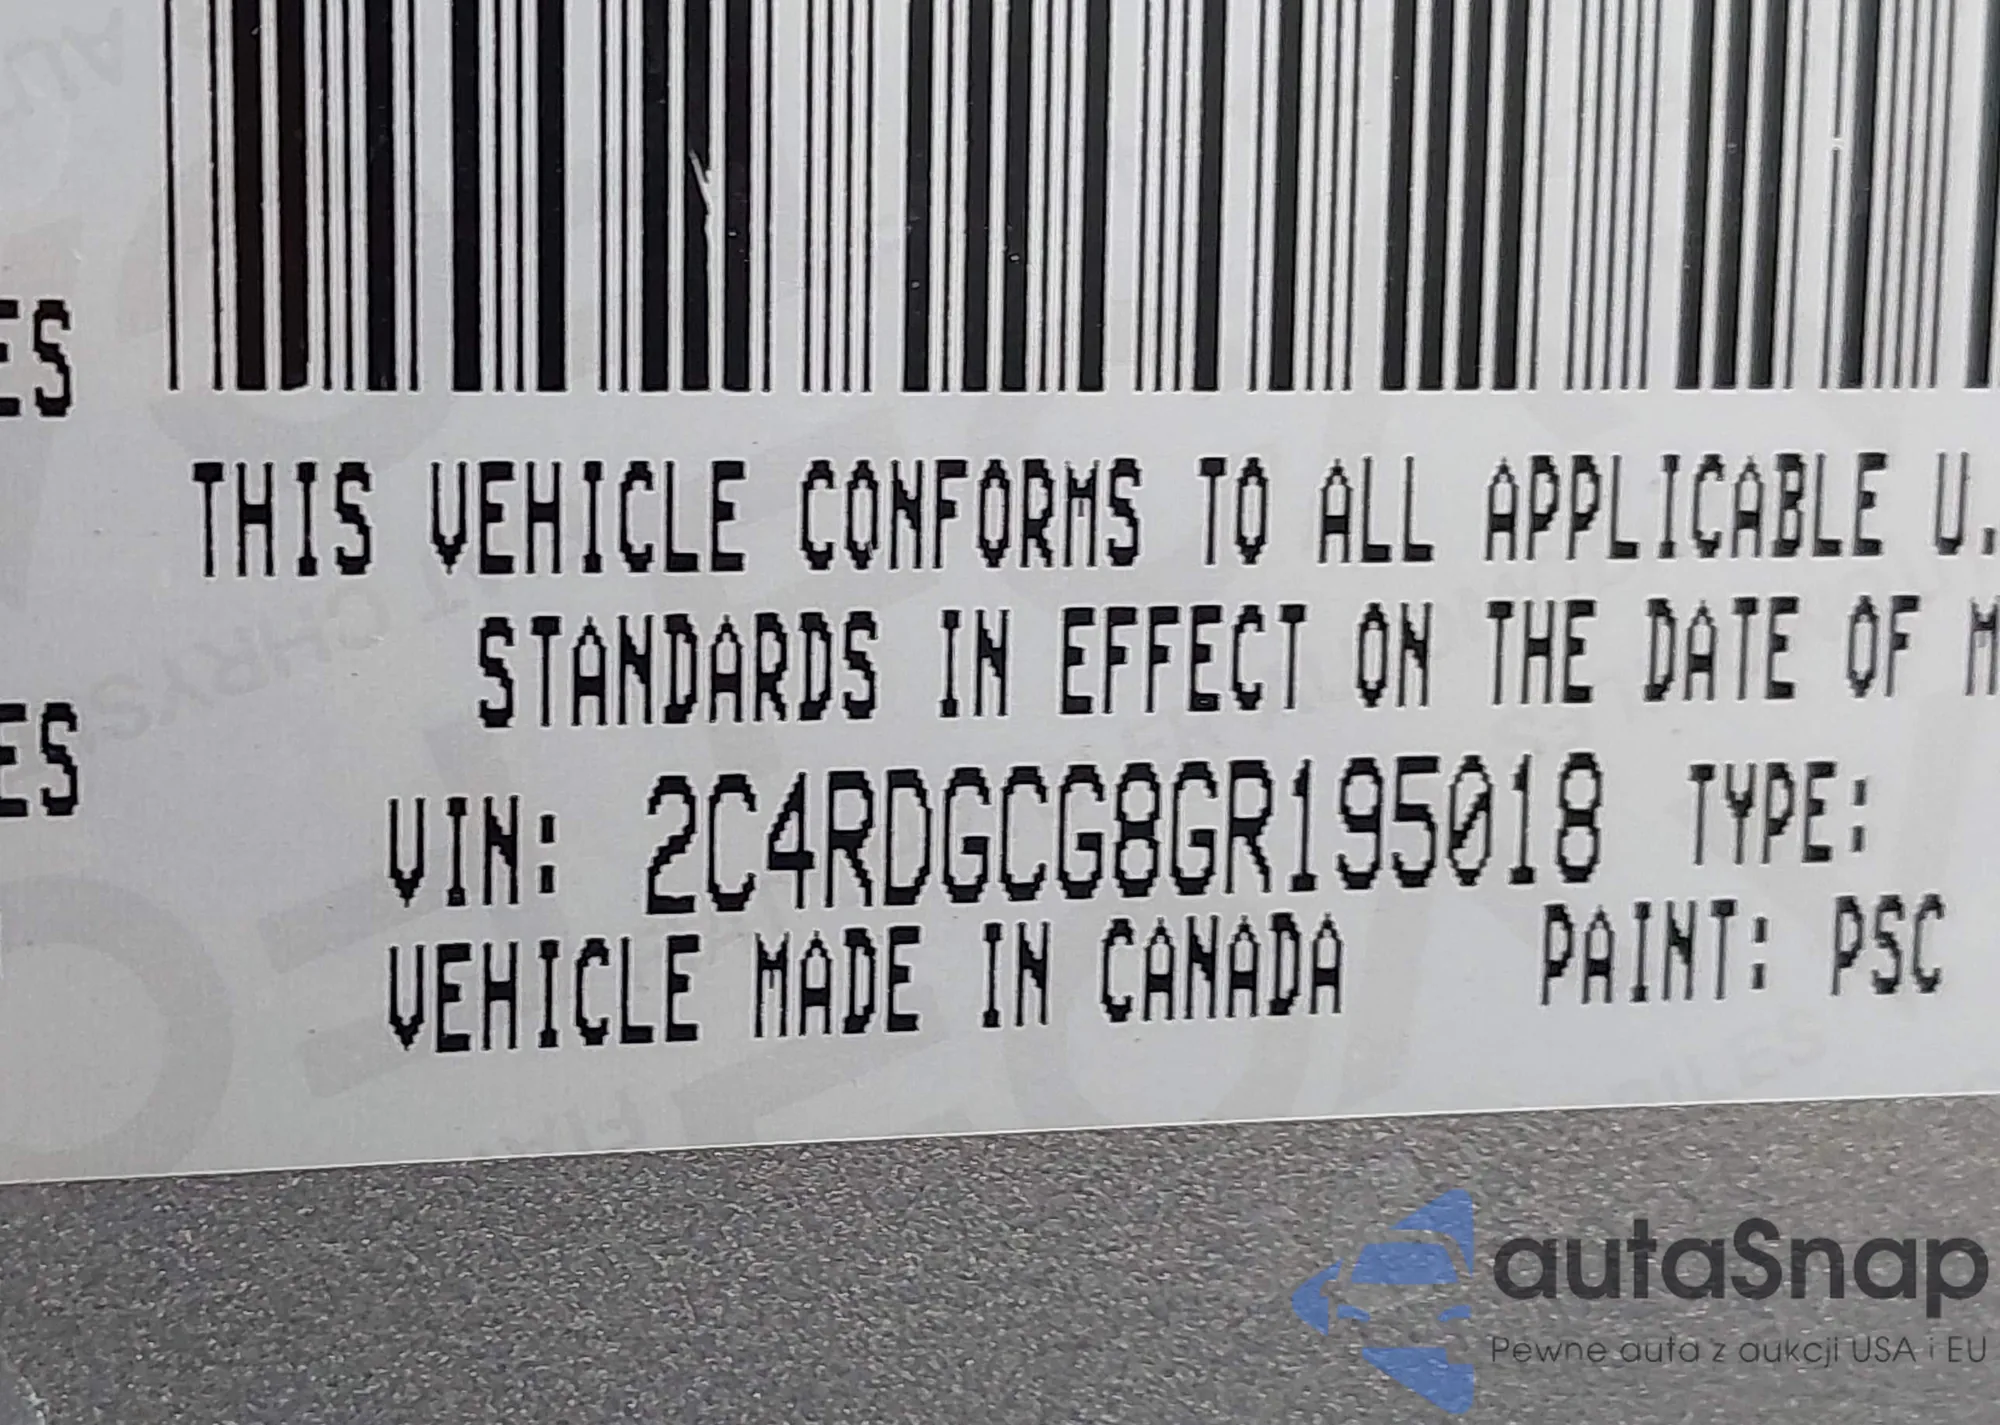 ES
THIS VEHICLE CONFORMS TO ALL APPLICABLE U.
STANDARDS IN EFFECT ON THE DATE OF M
ES
VIN: 2C4RDGCG8GR195018 TYPE:
VEHICLE MADE IN CANADA PAINT: PSC
autaSnap
Pewne auta z aukcji USA i EU